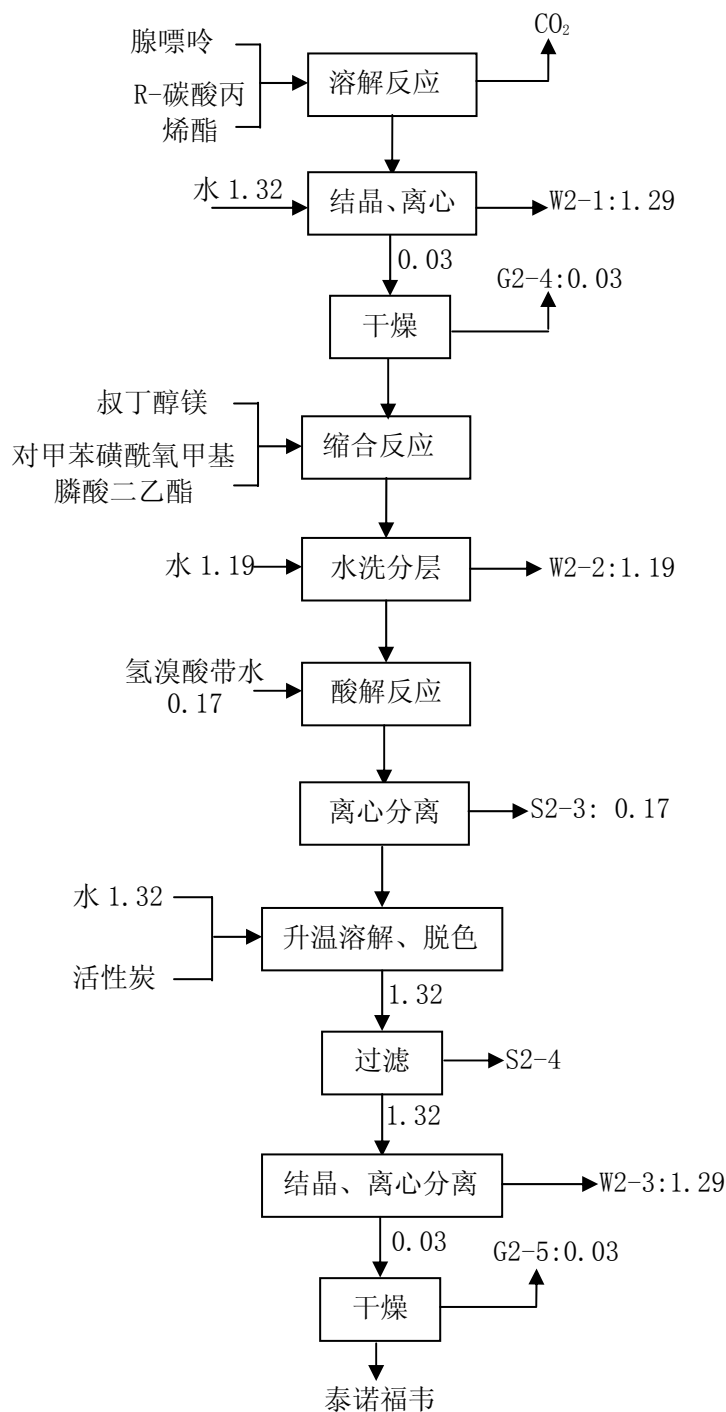 CO₂
腺嘌呤
溶解反应
R-碳酸丙
烯酯
水 1.32
结晶、离心
W2-1:1.29
0.03
G2-4:0.03
干燥
叔丁醇镁
缩合反应
对甲苯磺酰氧甲基
膦酸二乙酯
水 1.19
水洗分层
W2-2:1.19
氢溴酸带水
0.17
酸解反应
离心分离
S2-3: 0.17
水 1.32
升温溶解、脱色
活性炭
1.32
过滤
S2-4
1.32
结晶、离心分离
W2-3:1.29
0.03
G2-5:0.03
干燥
泰诺福韦